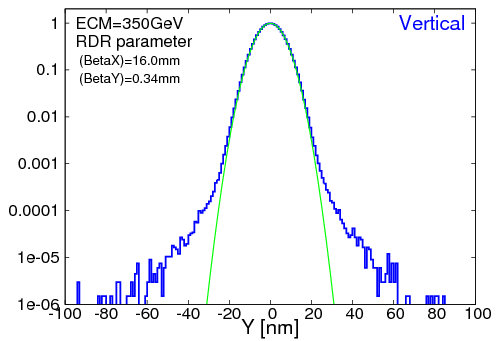 ECM=350GeV
Vertical
RDR parameter
(BetaX)=16.0mm
(BetaY)=0.34mm
1
0.1
0.01
0.001
0.0001
1e-05
1e-06
-100 -80 -60 -40 -20 0 20 40 60 80 100
Y [nm]